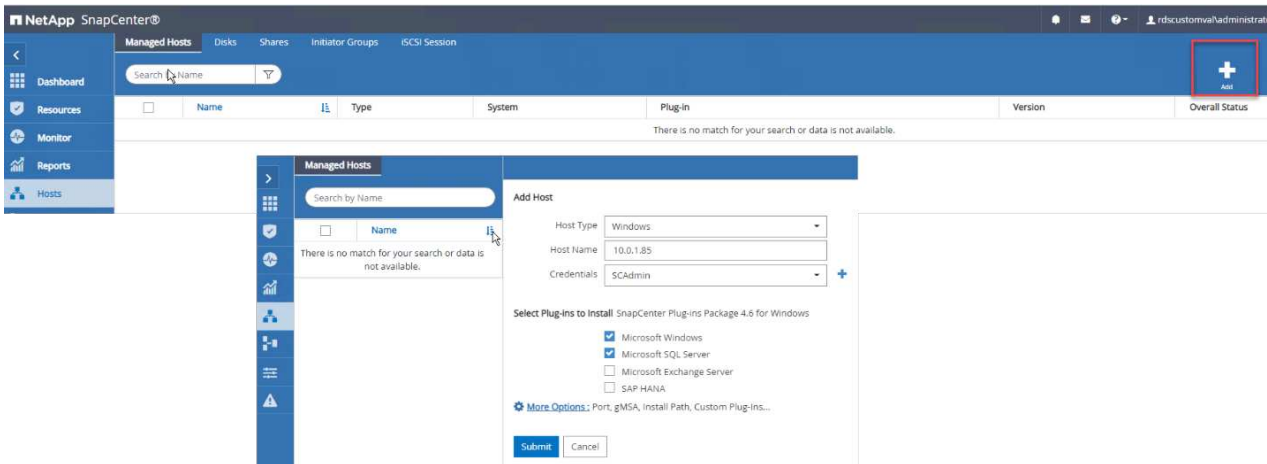 NetApp SnapCenter®
rdscustomval\administrat
Managed Hosts Disks Shares Initiator Groups iSCSI Session
Search by Name
Add
Dashboard
Resources
Monitor
Reports
Hosts
Name Type System Plug-in Version Overall Status
There is no match for your search or data is not available.
Managed Hosts
Search by Name
Name
There is no match for your search or data is
not available.
Add Host
Host Type Windows
Host Name 10.0.1.85
Credentials SCAdmin
Select Plug-ins to Install SnapCenter Plug-ins Package 4.6 for Windows
Microsoft Windows
Microsoft SQL Server
Microsoft Exchange Server
SAP HANA
More Options : Port, gMSA, Install Path, Custom Plug-Ins...
Submit Cancel